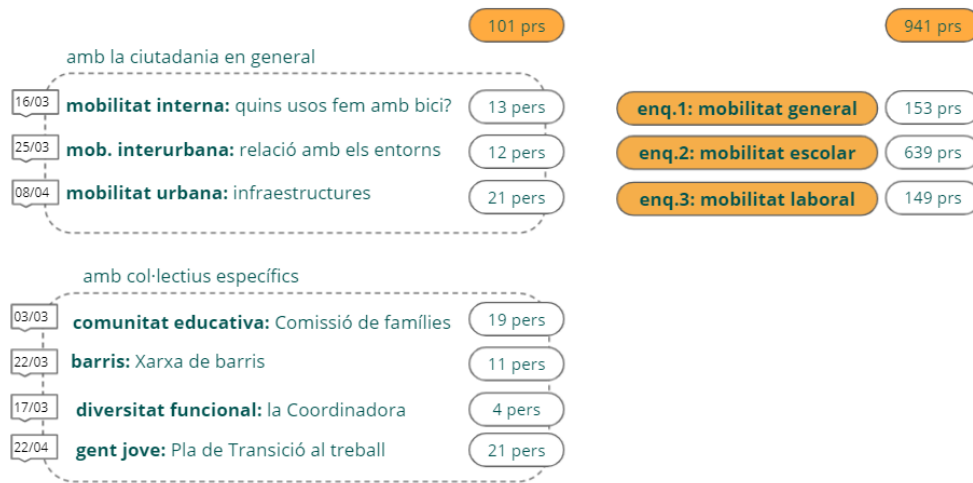 101 prs
941 prs
amb la ciutadania en general
16/03 mobilitat interna: quins usos fem amb bici? 13 pers
25/03 mob. interurbana: relació amb els entorns 12 pers
08/04 mobilitat urbana: infraestructures 21 pers
enq.1: mobilitat general 153 prs
enq.2: mobilitat escolar 639 prs
enq.3: mobilitat laboral 149 prs
amb col·lectius específics
03/03 comunitat educativa: Comissió de famílies 19 pers
22/03 barris: Xarxa de barris 11 pers
17/03 diversitat funcional: la Coordinadora 4 pers
22/04 gent jove: Pla de Transició al treball 21 pers